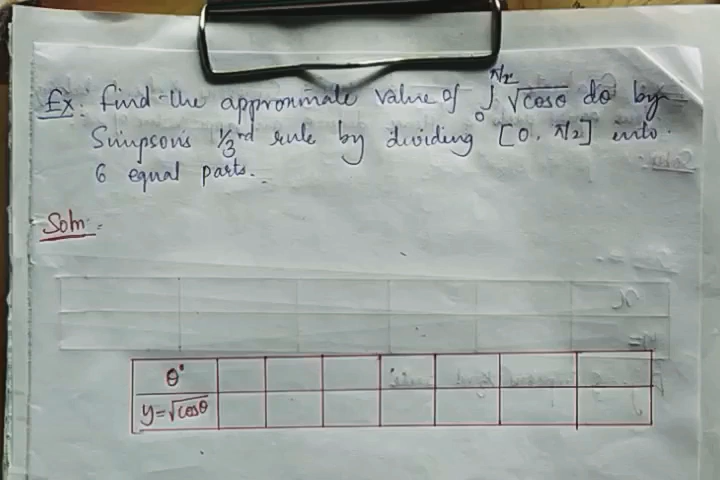 Ex: Find the approximate value of ∫₀^π/2 √cosθ dθ by
Simpson's 1/3rd rule by dividing [0, π/2] into
6 equal parts.
Soln:
θ°
y=√cosθ